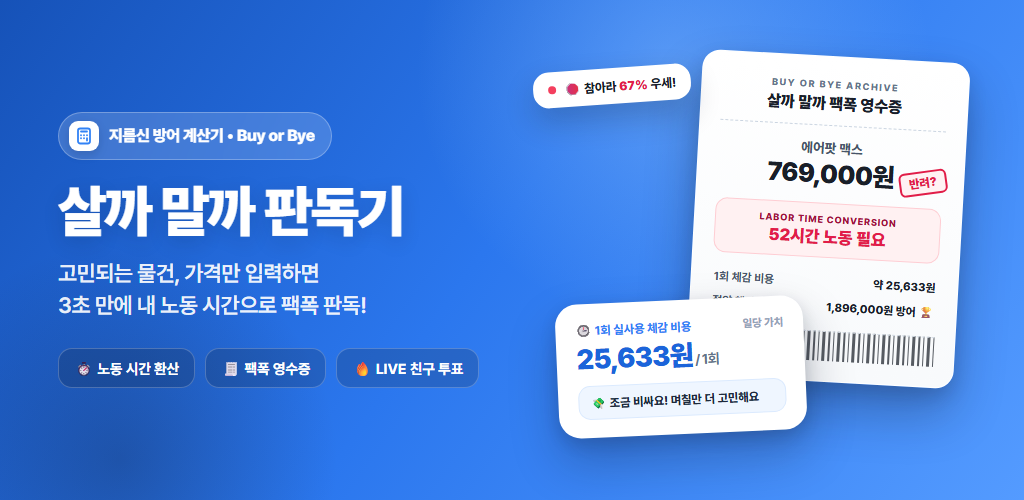 지름신 방어 계산기 • Buy or Bye
살까 말까 판독기
고민되는 물건, 가격만 입력하면
3초 만에 내 노동 시간으로 팩폭 판독!
노동 시간 환산
팩폭 영수증
LIVE 친구 투표
참아라 67% 우세!
BUY OR BYE ARCHIVE
살까 말까 팩폭 영수증
에어팟 맥스
769,000원
반려?
LABOR TIME CONVERSION
52시간 노동 필요
1회 체감 비용
약 25,633원
1,896,000원 방어
1회 실사용 체감 비용
일당 가치
25,633원 / 1회
조금 비싸요! 며칠만 더 고민해요